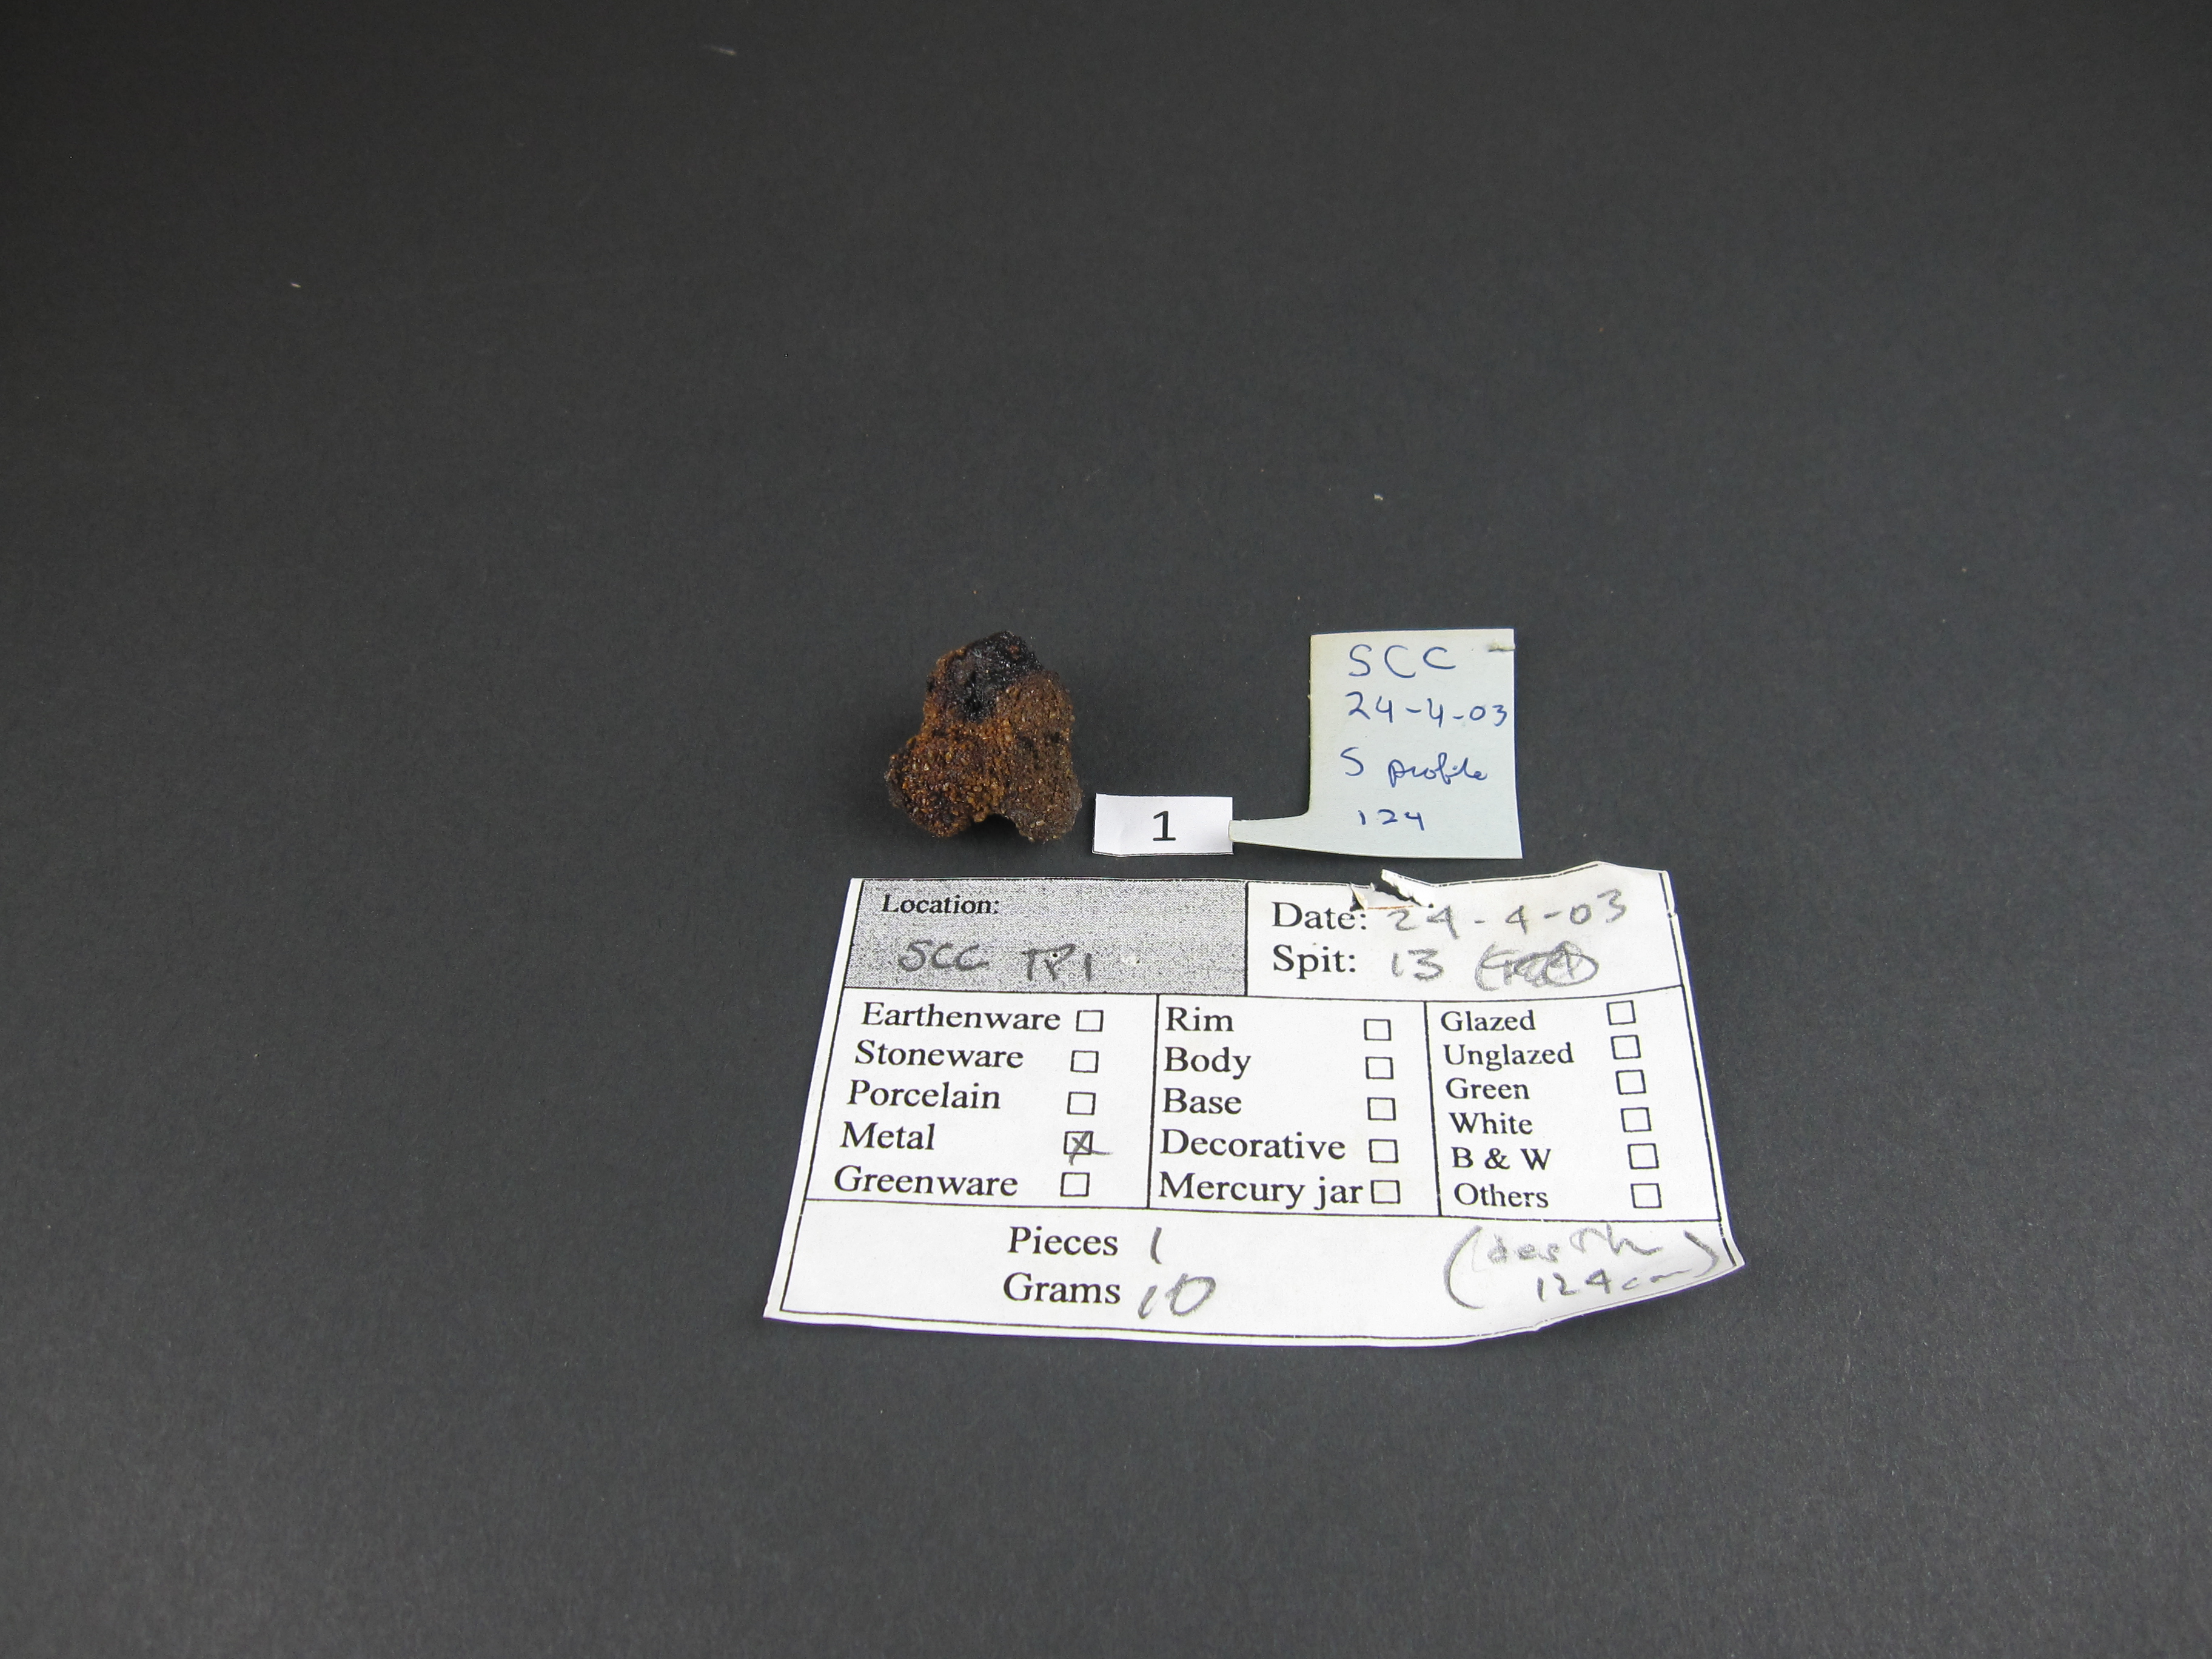 SCC
24-4-03
S profile
124
1
Location:
SCC TP1
Date: 24-4-03
Spit: 13
Earthenware
Stoneware
Porcelain
Metal
Greenware
Rim
Body
Base
Decorative
Mercury jar
Glazed
Unglazed
Green
White
B & W
Others
Pieces 1
Grams 10
(depth
124cm)